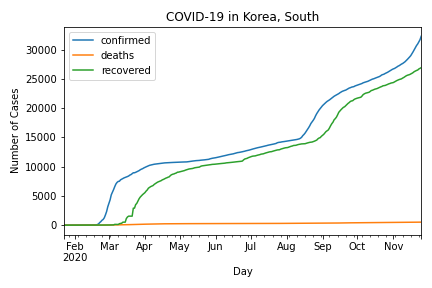 COVID-19 in Korea, South
confirmed
deaths
recovered
Number of Cases
30000
25000
20000
15000
10000
5000
0
Feb Mar Apr May Jun Jul Aug Sep Oct Nov
2020
Day